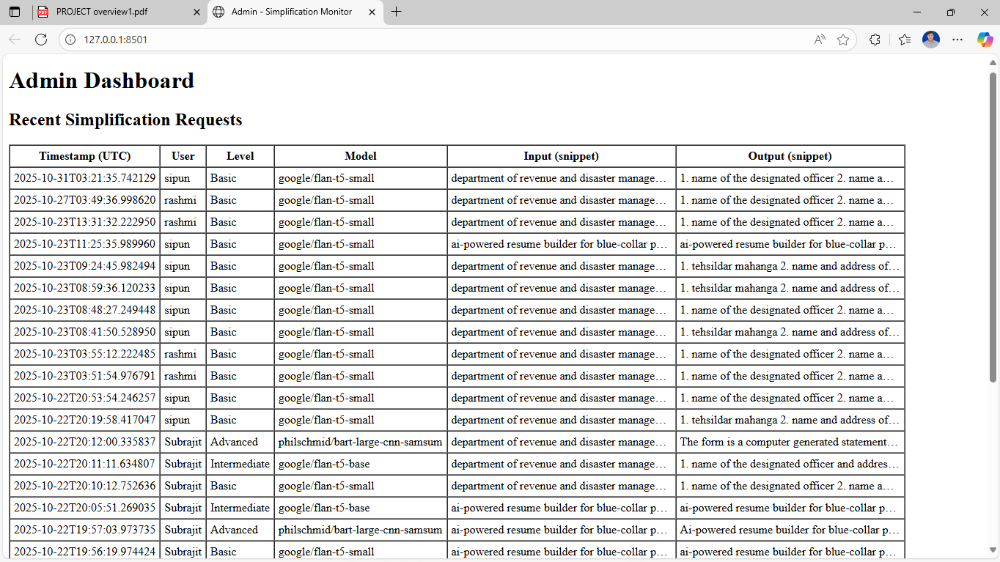 PROJECT overview1.pdf
Admin - Simplification Monitor
127.0.0.1:8501
Admin Dashboard
Recent Simplification Requests
Timestamp (UTC) User Level Model Input (snippet) Output (snippet)
2025-10-31T03:21:35.742129 sipun Basic google/flan-t5-small department of revenue and disaster manage… 1. name of the designated officer 2. name a…
2025-10-27T03:49:36.998620 rashmi Basic google/flan-t5-small department of revenue and disaster manage… 1. name of the designated officer 2. name a…
2025-10-23T13:31:32.222950 rashmi Basic google/flan-t5-small department of revenue and disaster manage… 1. name of the designated officer 2. name a…
2025-10-23T11:25:35.989960 sipun Basic google/flan-t5-small ai-powered resume builder for blue-collar p… ai-powered resume builder for blue-collar p…
2025-10-23T09:24:45.982494 sipun Basic google/flan-t5-small department of revenue and disaster manage… 1. tehsildar mahanga 2. name and address of…
2025-10-23T08:59:36.120233 sipun Basic google/flan-t5-small department of revenue and disaster manage… 1. tehsildar mahanga 2. name and address of…
2025-10-23T08:48:27.249448 sipun Basic google/flan-t5-small department of revenue and disaster manage… 1. name of the designated officer 2. name a…
2025-10-23T08:41:50.528950 sipun Basic google/flan-t5-small department of revenue and disaster manage… 1. tehsildar mahanga 2. name and address of…
2025-10-23T03:55:12.222485 rashmi Basic google/flan-t5-small department of revenue and disaster manage… 1. name of the designated officer 2. name a…
2025-10-23T03:51:54.976791 rashmi Basic google/flan-t5-small department of revenue and disaster manage… 1. name of the designated officer 2. name a…
2025-10-22T20:53:54.246257 sipun Basic google/flan-t5-small department of revenue and disaster manage… 1. name of the designated officer 2. name a…
2025-10-22T20:19:58.417047 sipun Basic google/flan-t5-small department of revenue and disaster manage… 1. tehsildar mahanga 2. name and address of…
2025-10-22T20:12:00.335837 Subrajit Advanced philschmid/bart-large-cnn-samsum department of revenue and disaster manage… The form is a computer generated statement…
2025-10-22T20:11:11.634807 Subrajit Intermediate google/flan-t5-base department of revenue and disaster manage… 1. name of the designated officer and addres…
2025-10-22T20:10:12.752636 Subrajit Basic google/flan-t5-small department of revenue and disaster manage… 1. name of the designated officer 2. name a…
2025-10-22T20:05:51.269035 Subrajit Intermediate google/flan-t5-base ai-powered resume builder for blue-collar p… ai-powered resume builder for blue-collar p…
2025-10-22T19:57:03.973735 Subrajit Advanced philschmid/bart-large-cnn-samsum ai-powered resume builder for blue-collar p… Ai-powered resume builder for blue-collar p…
2025-10-22T19:56:19.974424 Subrajit Basic google/flan-t5-small ai-powered resume builder for blue-collar p… ai-powered resume builder for blue-collar p…